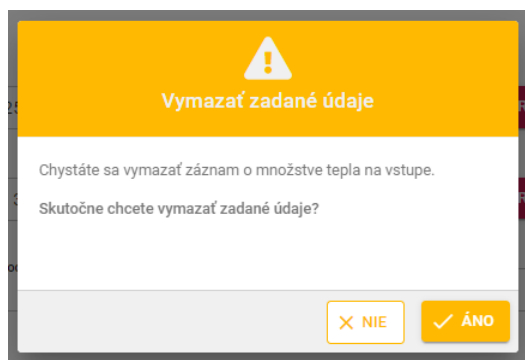 Vymazať zadané údaje
Chystáte sa vymazať záznam o množstve tepla na vstupe.
Skutočne chcete vymazať zadané údaje?
NIE
ÁNO